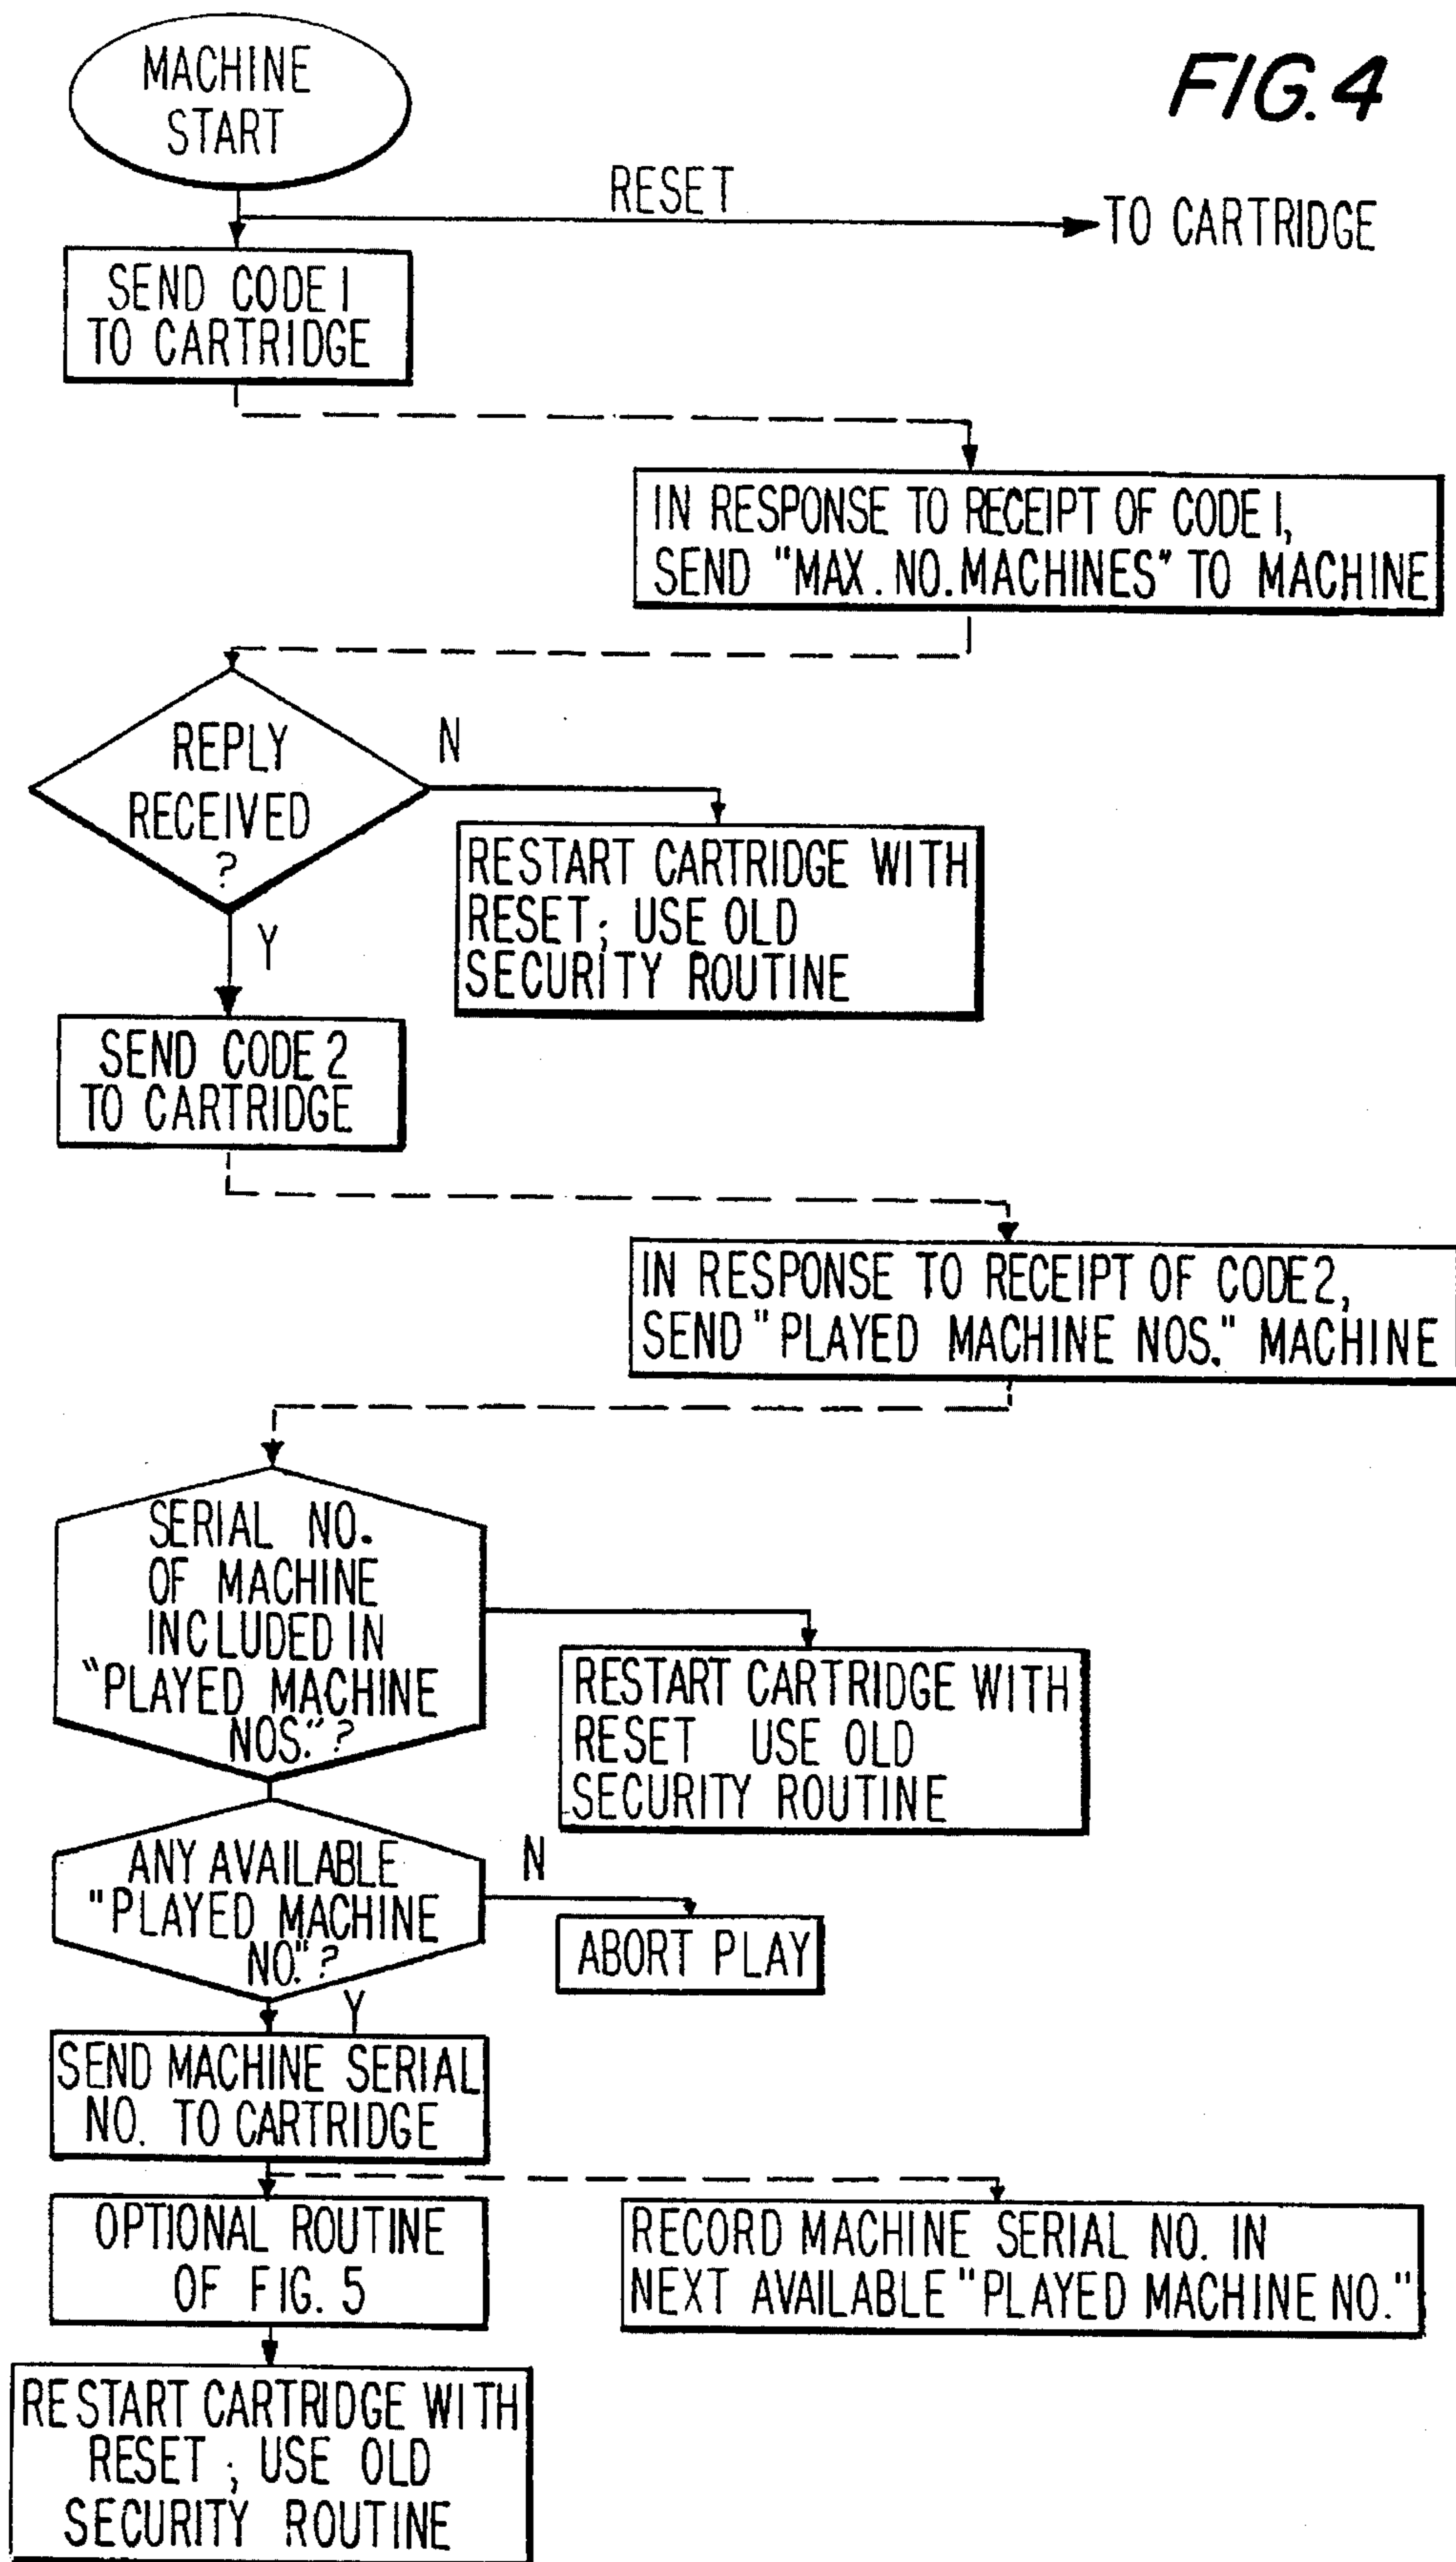 FIG. 4
MACHINE
START
RESET
TO CARTRIDGE
SEND CODE 1
TO CARTRIDGE
IN RESPONSE TO RECEIPT OF CODE 1,
SEND "MAX. NO. MACHINES" TO MACHINE
REPLY
RECEIVED
?
N
RESTART CARTRIDGE WITH
RESET; USE OLD
SECURITY ROUTINE
Y
SEND CODE 2
TO CARTRIDGE
IN RESPONSE TO RECEIPT OF CODE 2,
SEND "PLAYED MACHINE NOS." MACHINE
SERIAL NO.
OF MACHINE
INCLUDED IN
"PLAYED MACHINE
NOS."?
RESTART CARTRIDGE WITH
RESET USE OLD
SECURITY ROUTINE
ANY AVAILABLE
"PLAYED MACHINE
NO."?
N
ABORT PLAY
Y
SEND MACHINE SERIAL
NO. TO CARTRIDGE
OPTIONAL ROUTINE
OF FIG. 5
RECORD MACHINE SERIAL NO. IN
NEXT AVAILABLE "PLAYED MACHINE NO."
RESTART CARTRIDGE WITH
RESET; USE OLD
SECURITY ROUTINE